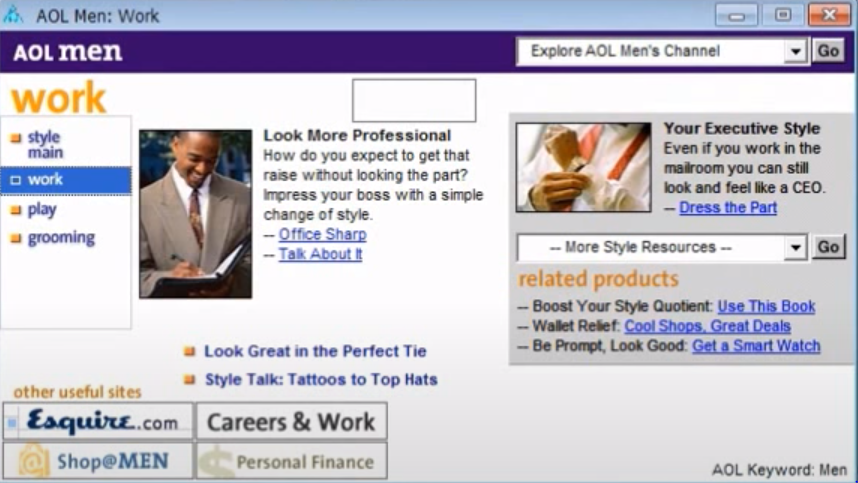 AOL Men: Work
AOL men
Explore AOL Men's Channel
Go
work
style
main
work
play
grooming
Look More Professional
How do you expect to get that
raise without looking the part?
Impress your boss with a simple
change of style.
-- Office Sharp
-- Talk About It
Your Executive Style
Even if you work in the
mailroom you can still
look and feel like a CEO.
-- Dress the Part
-- More Style Resources --
Go
related products
-- Boost Your Style Quotient: Use This Book
-- Wallet Relief: Cool Shops, Great Deals
-- Be Prompt, Look Good: Get a Smart Watch
Look Great in the Perfect Tie
Style Talk: Tattoos to Top Hats
other useful sites
Esquire.com
Careers & Work
Shop@MEN
Personal Finance
AOL Keyword: Men